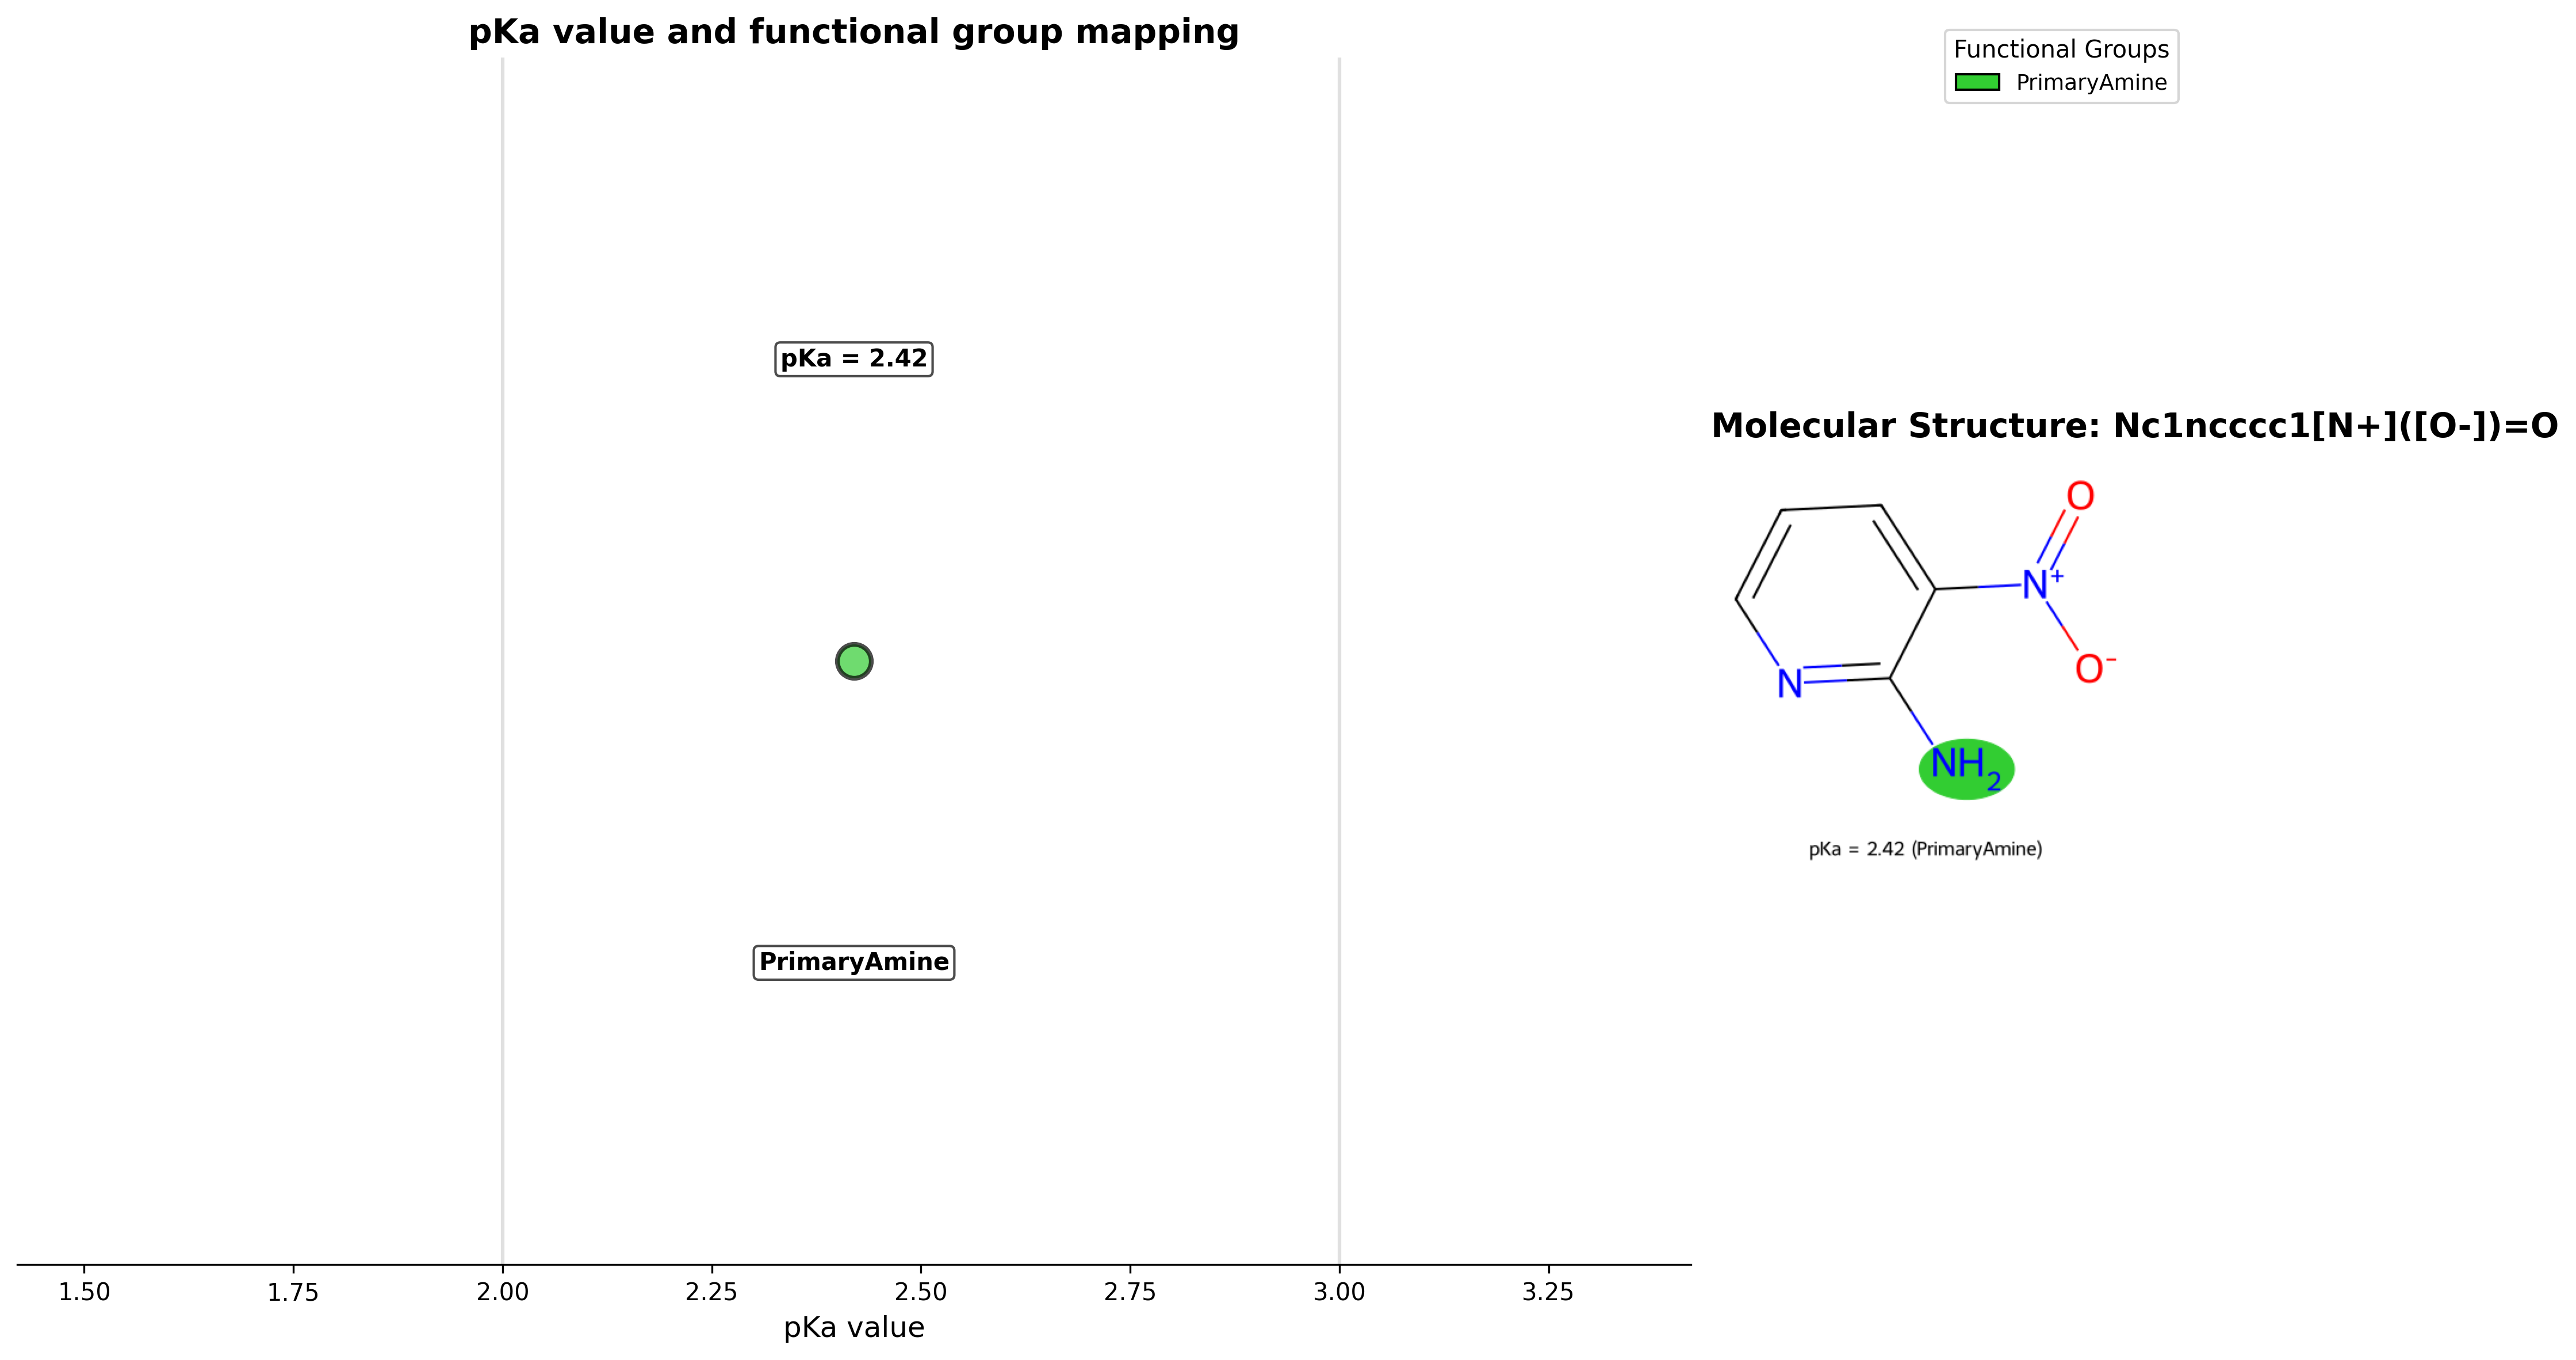 pKa value and functional group mapping
pKa = 2.42
PrimaryAmine
1.50 1.75 2.00 2.25 2.50 2.75 3.00 3.25
pKa value
Functional Groups
PrimaryAmine
Molecular Structure: Nc1ncccc1[N+]([O-])=O
O
N+
O-
N
NH2
pKa = 2.42 (PrimaryAmine)